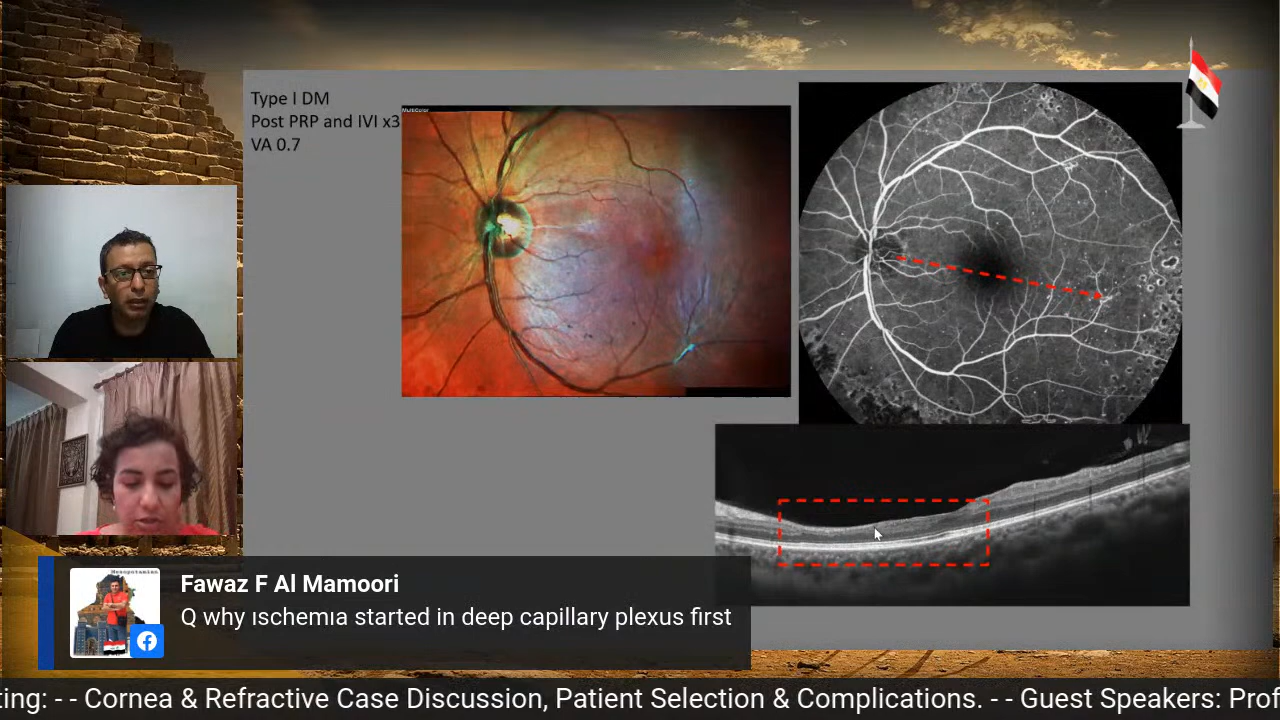 Type I DM
Post PRP and IVI x3
VA 0.7
MultiColor
Fawaz F Al Mamoori
Q why ıschemıa started in deep capillary plexus first
ting: - - Cornea & Refractive Case Discussion, Patient Selection & Complications. - - Guest Speakers: Prof